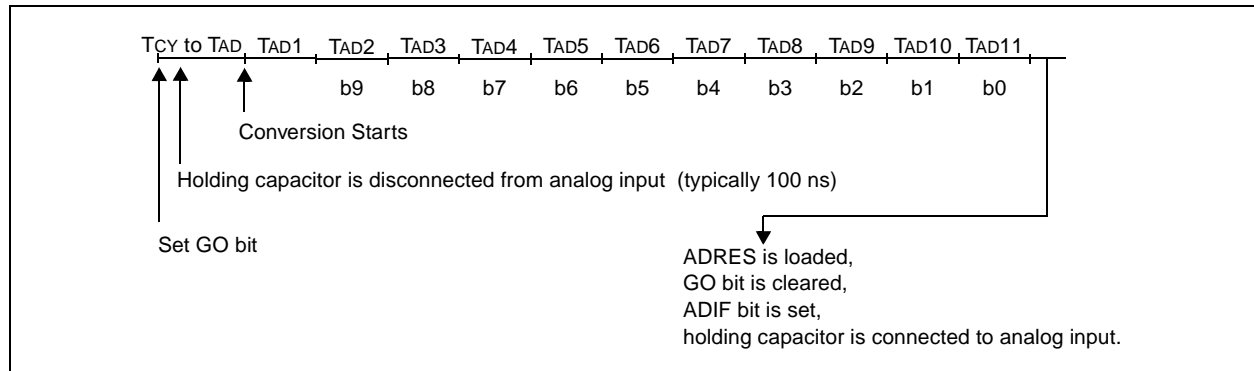 TCY to TAD TAD1 TAD2 TAD3 TAD4 TAD5 TAD6 TAD7 TAD8 TAD9 TAD10 TAD11
b9 b8 b7 b6 b5 b4 b3 b2 b1 b0
Conversion Starts
Holding capacitor is disconnected from analog input (typically 100 ns)
Set GO bit
ADRES is loaded,
GO bit is cleared,
ADIF bit is set,
holding capacitor is connected to analog input.